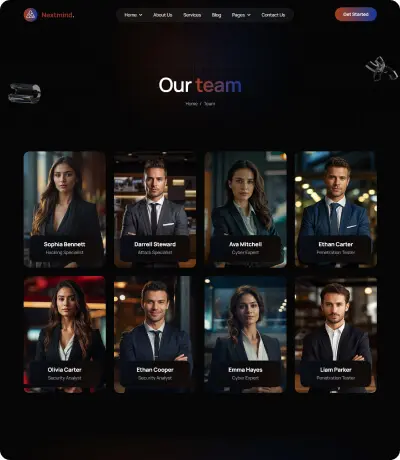 Nextmind.
Home
About Us
Services
Blog
Pages
Contact Us
Get Started
Our team
Home / Team
Sophia Bennett
Hacking Specialist
Darrell Steward
Attack Specialist
Ava Mitchell
Cyber Expert
Ethan Carter
Penetration Tester
Olivia Carter
Security Analyst
Ethan Cooper
Security Analyst
Emma Hayes
Cyber Expert
Liam Parker
Penetration Tester